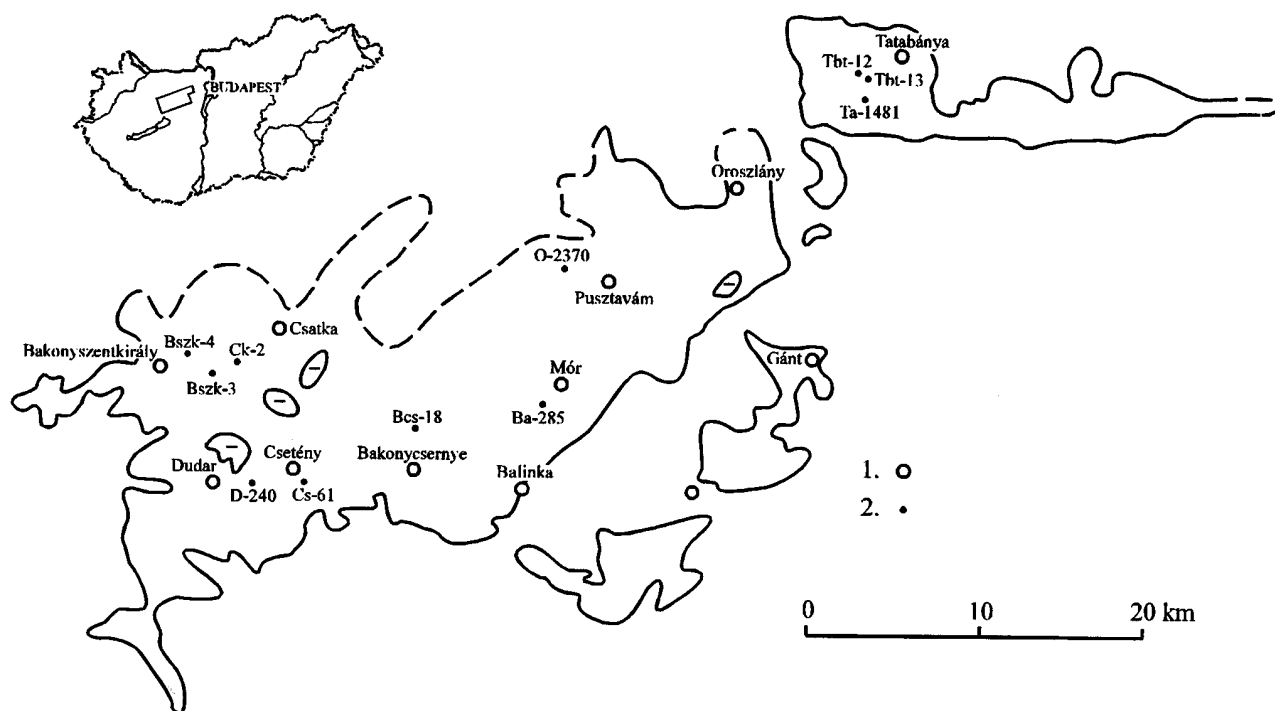 BUDAPEST
Tatabánya
Tbt-12
Tbt-13
Ta-1481
Oroszlány
O-2370
Pusztavám
Csatka
Bakonyszentkirály
Bszk-4
Ck-2
Bszk-3
Gánt
Mór
Ba-285
Bcs-18
Bakonycsernye
Balinka
Dudar
Csetény
D-240
Cs-61
1.
2.
0 10 20 km